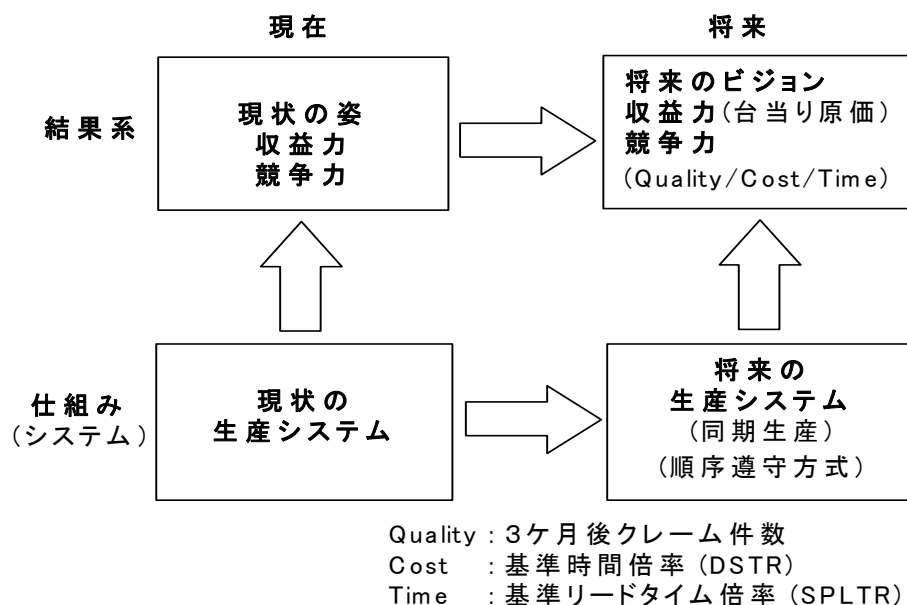 現在
将来
結果系
現状の姿
収益力
競争力
将来のビジョン
収益力(台当り原価)
競争力
(Quality/Cost/Time)
仕組み
(システム)
現状の
生産システム
将来の
生産システム
(同期生産)
(順序遵守方式)
Quality:3ケ月後クレーム件数
Cost :基準時間倍率(DSTR)
Time :基準リードタイム倍率(SPLTR)